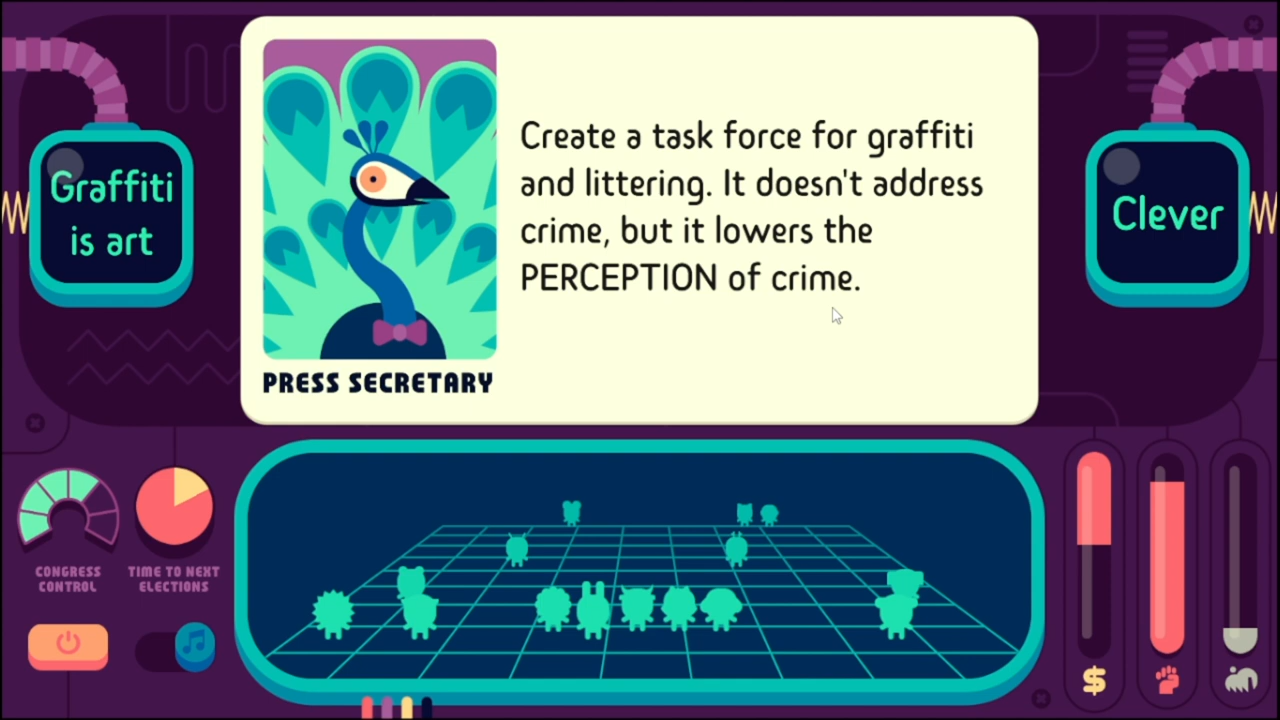 Graffiti
is art
Create a task force for graffiti
and littering. It doesn't address
crime, but it lowers the
PERCEPTION of crime.
PRESS SECRETARY
Clever
CONGRESS
CONTROL
TIME TO NEXT
ELECTIONS
$